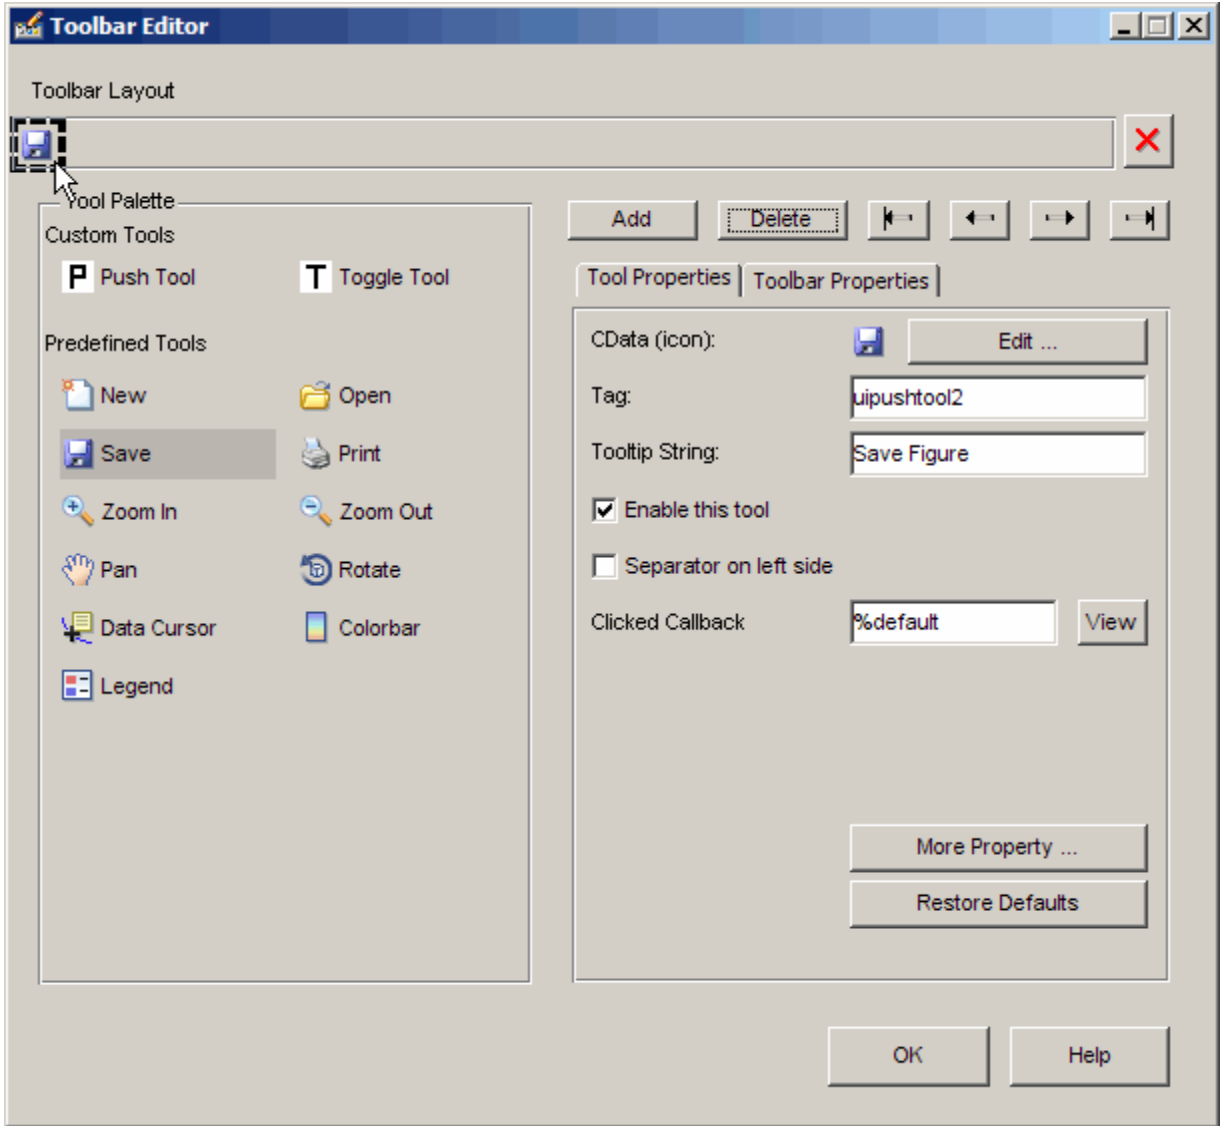 Toolbar Editor
Toolbar Layout
Tool Palette
Custom Tools
P Push Tool
T Toggle Tool
Predefined Tools
New
Open
Save
Print
Zoom In
Zoom Out
Pan
Rotate
Data Cursor
Colorbar
Legend
Add
Delete
Tool Properties
Toolbar Properties
CData (icon):
Edit ...
Tag:
uipushtool2
Tooltip String:
Save Figure
Enable this tool
Separator on left side
Clicked Callback
%default
View
More Property ...
Restore Defaults
OK
Help